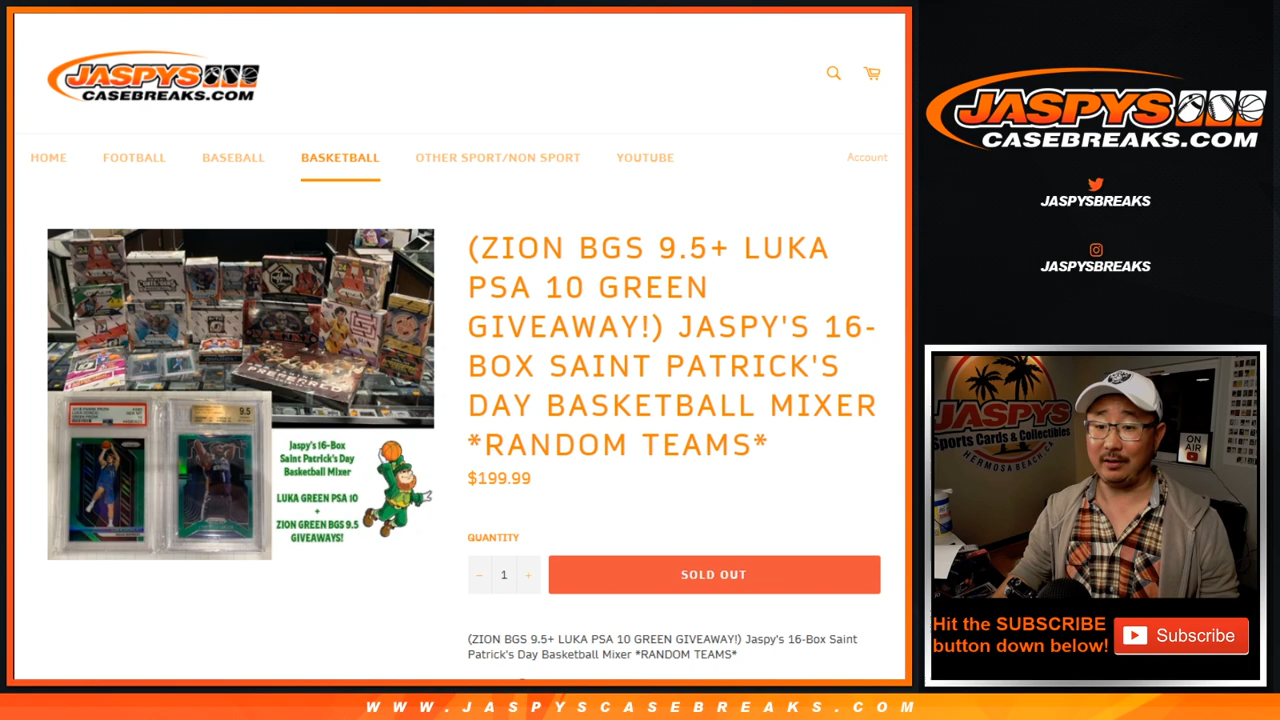 JASPYS
CASEBREAKS.COM
HOME
FOOTBALL
BASEBALL
BASKETBALL
OTHER SPORT/NON SPORT
YOUTUBE
Account
(ZION BGS 9.5+ LUKA
PSA 10 GREEN
GIVEAWAY!) JASPY'S 16-
BOX SAINT PATRICK'S
DAY BASKETBALL MIXER
*RANDOM TEAMS*
$199.99
QUANTITY
− 1 +
SOLD OUT
(ZION BGS 9.5+ LUKA PSA 10 GREEN GIVEAWAY!) Jaspy's 16-Box Saint
Patrick's Day Basketball Mixer *RANDOM TEAMS*
9.5
Jaspy's 16-Box
Saint Patrick's Day
Basketball Mixer
LUKA GREEN PSA 10
+
ZION GREEN BGS 9.5
GIVEAWAYS!
JASPYS
CASEBREAKS.COM
JASPYSBREAKS
JASPYSBREAKS
JASPYS
Sports Cards & Collectibles
HERMOSA BEACH
ON
AIR
Hit the SUBSCRIBE
button down below!
Subscribe
WWW.JASPYSCASEBREAKS.COM